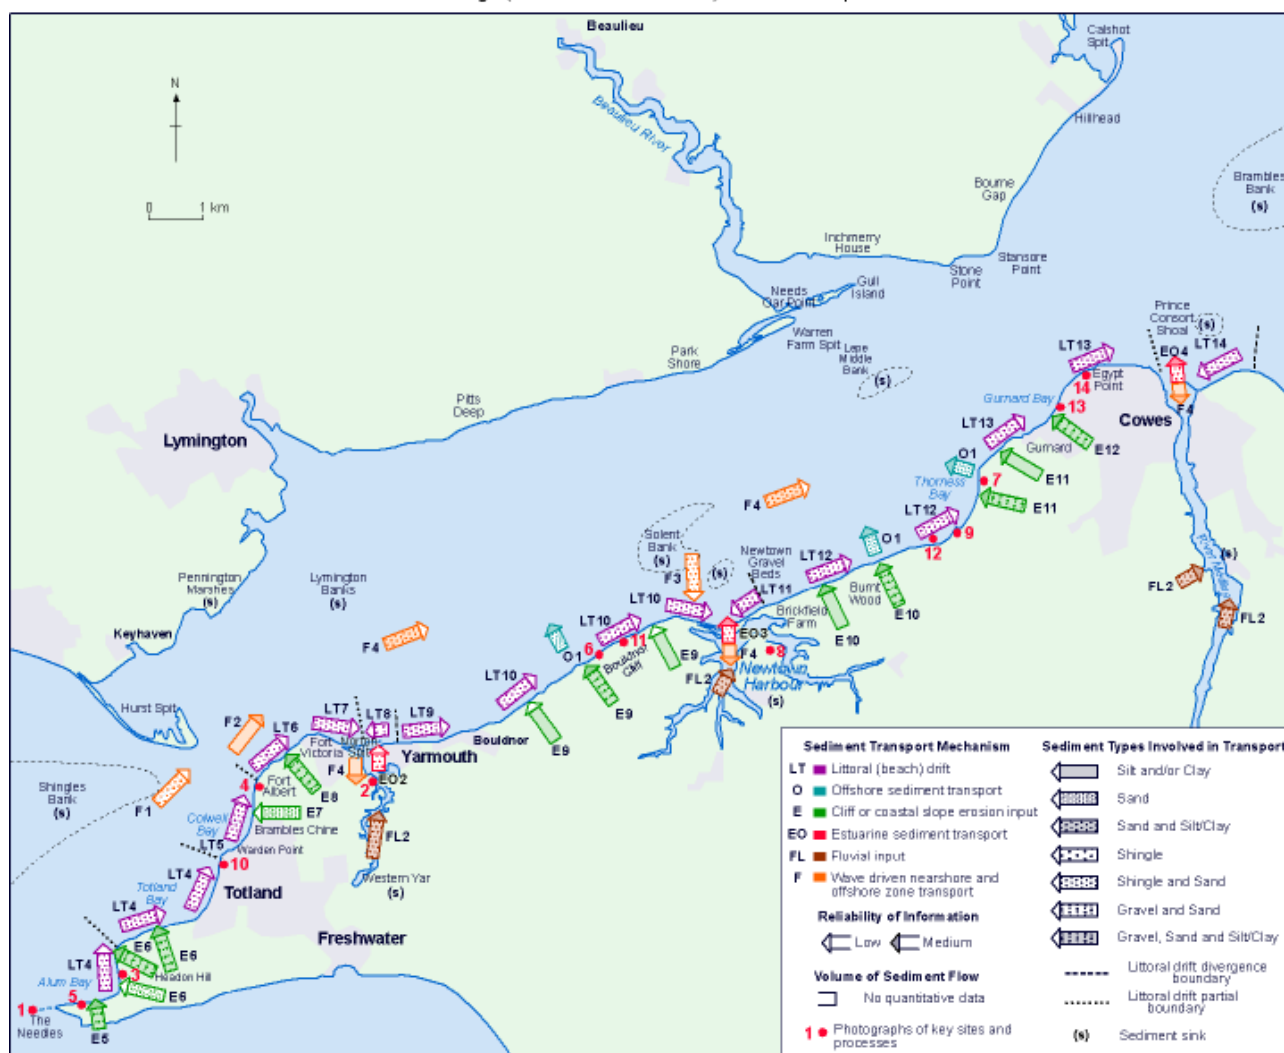 Beaulieu
Calshot
Spit
N
Beaulieu River
Hillhead
Brambles
Bank
(s)
Bourne
Gap
0 1 km
Inchmerry
House
Stansore
Point
Stone
Point
Gull
Island
Needs
Oar Point
Prince
Consort
Shoal
(s)
Warren
Farm Spit
Lepe
Middle
Bank
(s)
Park
Shore
LT13
EO4
LT14
Egypt
Point
14
Pitts
Deep
Gurnard Bay
13
F4
Cowes
Lymington
LT13
Gurnard
E12
O1
E11
Thorness
Bay
7
F4
LT12
E11
Solent
Bank
(s)
9
12
O1
River Medina
(s)
Newtown
Gravel
Beds
Pennington
Marshes
(s)
Lymington
Banks
(s)
F3
(s)
LT12
Burnt
Wood
FL2
LT11
LT10
Brickfield
Farm
E10
FL2
Keyhaven
LT10
EO3
E10
F4
O1
6
11
Bouldnor
Cliff
E9
F4
8
Newtown
Harbour
(s)
FL2
LT10
E9
Hurst Spit
F2
LT7
LT8
LT9
LT6
Fort
Victoria
Norton
Spit
Yarmouth
Bouldnor
E9
F4
EO2
2
Shingles
Bank
(s)
4
Fort
Albert
E8
F1
E7
Colwell
Bay
Brambles Chine
FL2
LT5
Warden Point
10
Western Yar
(s)
LT4
Totland
Bay
Totland
LT4
Freshwater
E6
E6
LT4
3
Headon Hill
Alum Bay
E6
5
1
The
Needles
E5
Sediment Transport Mechanism
LT Littoral (beach) drift
O Offshore sediment transport
E Cliff or coastal slope erosion input
EO Estuarine sediment transport
FL Fluvial input
F Wave driven nearshore and
offshore zone transport
Reliability of Information
Low Medium
Volume of Sediment Flow
No quantitative data
1 Photographs of key sites and
processes
Sediment Types Involved in Transport
Silt and/or Clay
Sand
Sand and Silt/Clay
Shingle
Shingle and Sand
Gravel and Sand
Gravel, Sand and Silt/Clay
Littoral drift divergence
boundary
Littoral drift partial
boundary
(s) Sediment sink